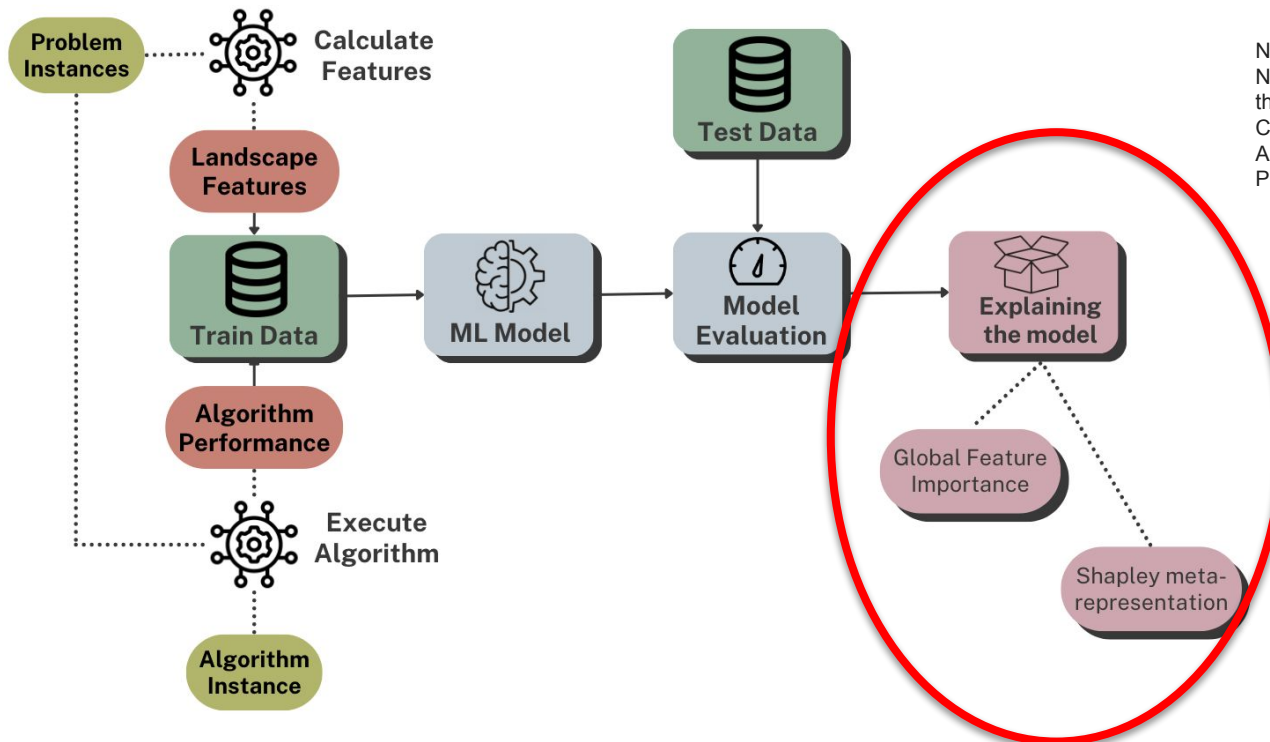 Problem
Instances
Calculate
Features
Landscape
Features
Train Data
Algorithm
Performance
Execute
Algorithm
Algorithm
Instance
ML Model
Test Data
Model
Evaluation
Explaining
the model
Global Feature
Importance
Shapley meta-
representation